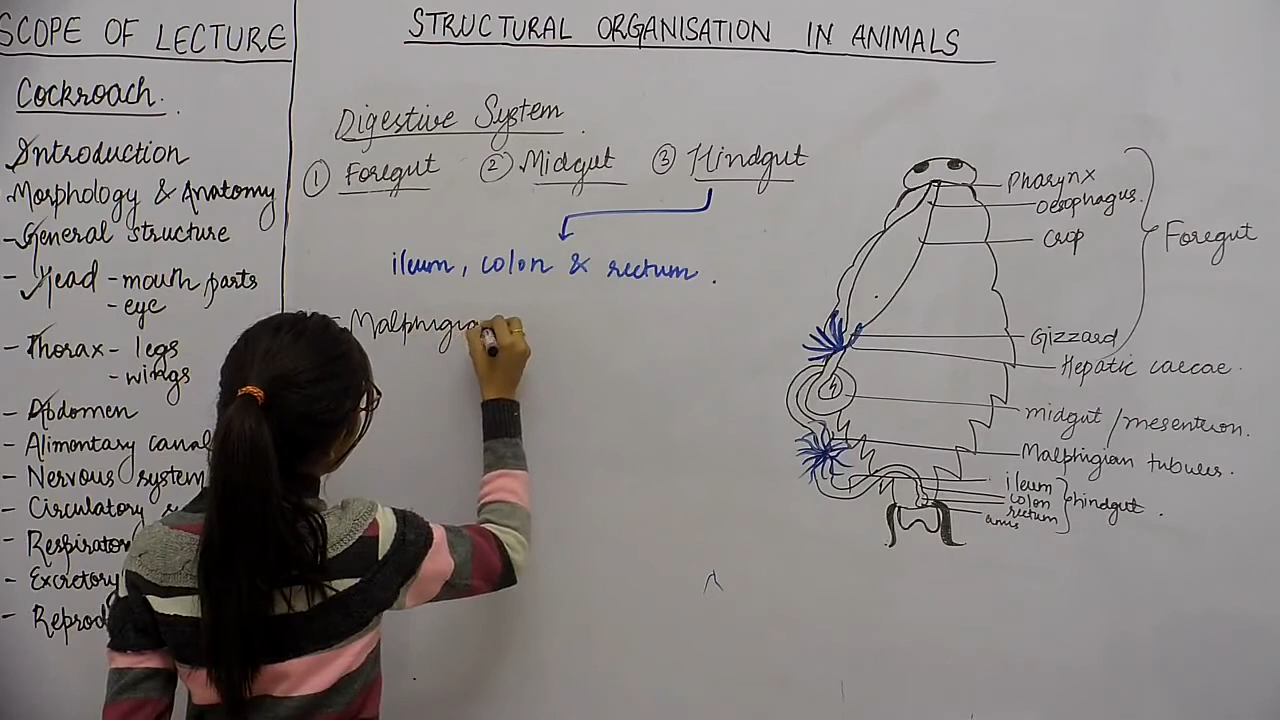 SCOPE OF LECTURE
Cockroach.
- Introduction
- Morphology & Anatomy
- General structure
- Head - mouth parts
- eye
- Thorax - legs
- wings
- Abdomen
- Alimentary canal
- Nervous system
- Circulatory
- Respirator
- Excretory
- Reprod
STRUCTURAL ORGANISATION IN ANIMALS
Digestive System.
① Foregut ② Midgut ③ Hindgut
ileum, colon & rectum.
- Malphigia
Pharynx
Oesophagus.
Crop
Foregut
Gizzard
Hepatic caecae.
midgut / mesenteron.
Malphigian tubules.
ileum
colon
rectum
anus
hindgut.